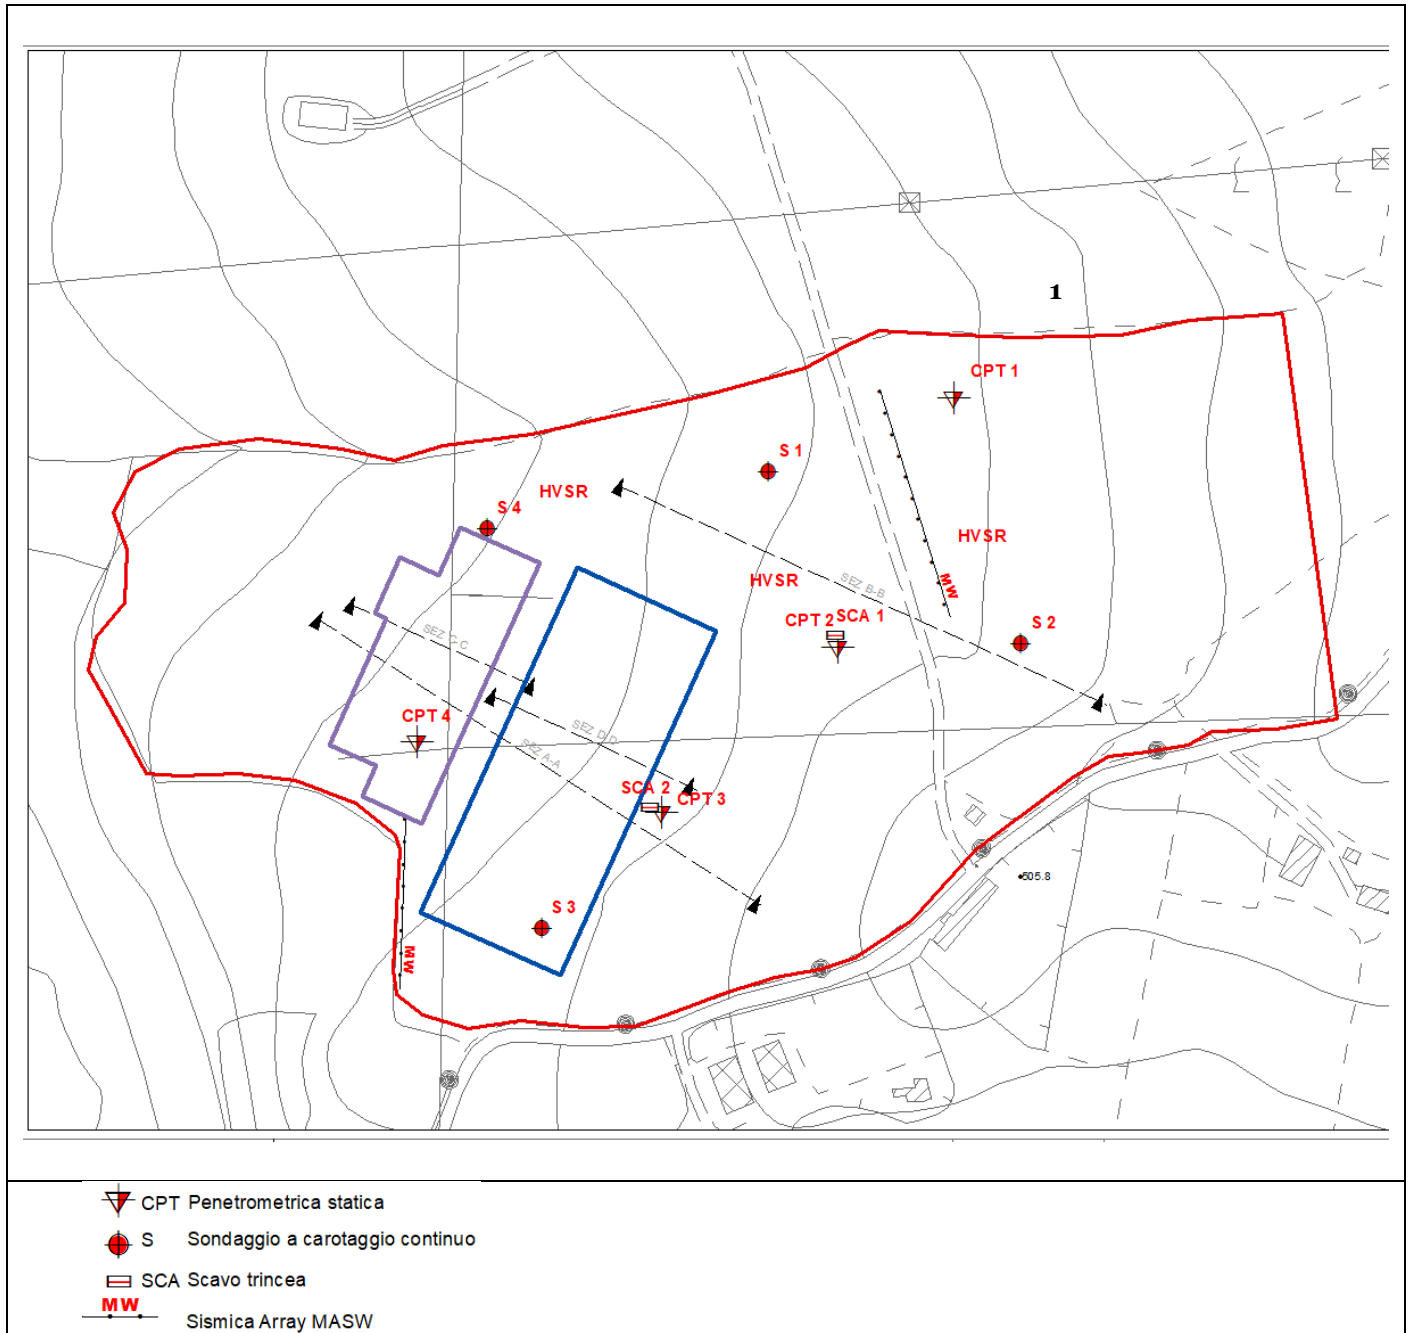 1
CPT 1
S 1
HVSR
S 4
HVSR
HVSR
SEZ B-B
MW
CPT 2
SCA 1
S 2
SEZ C-C
CPT 4
SEZ D/D
SEZ A-A
SCA 2
CPT 3
505.8
S 3
MW
CPT Penetrometrica statica
S Sondaggio a carotaggio continuo
SCA Scavo trincea
MW
Sismica Array MASW